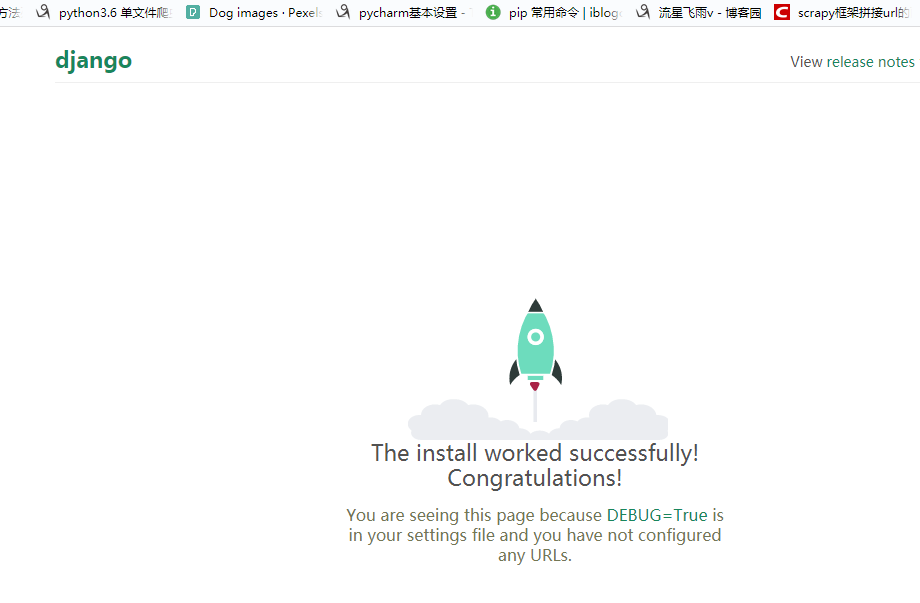 方法 python3.6 单文件爬 Dog images · Pexels pycharm基本设置 - pip 常用命令 | iblog 流星飞雨v - 博客园 scrapy框架拼接url的
django View release notes
The install worked successfully!
Congratulations!
You are seeing this page because DEBUG=True is
in your settings file and you have not configured
any URLs.